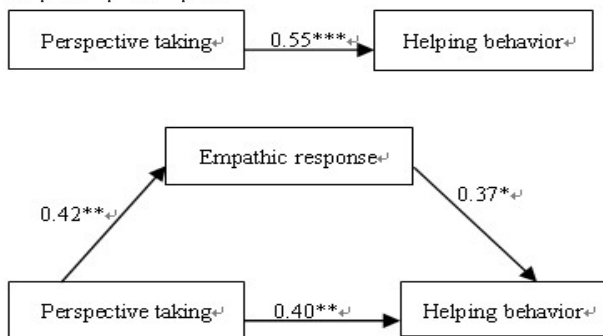 Perspective taking↵ 0.55***↵ Helping behavior↵
Empathic response↵
0.42**↵ 0.37*↵
Perspective taking↵ 0.40**↵ Helping behavior↵